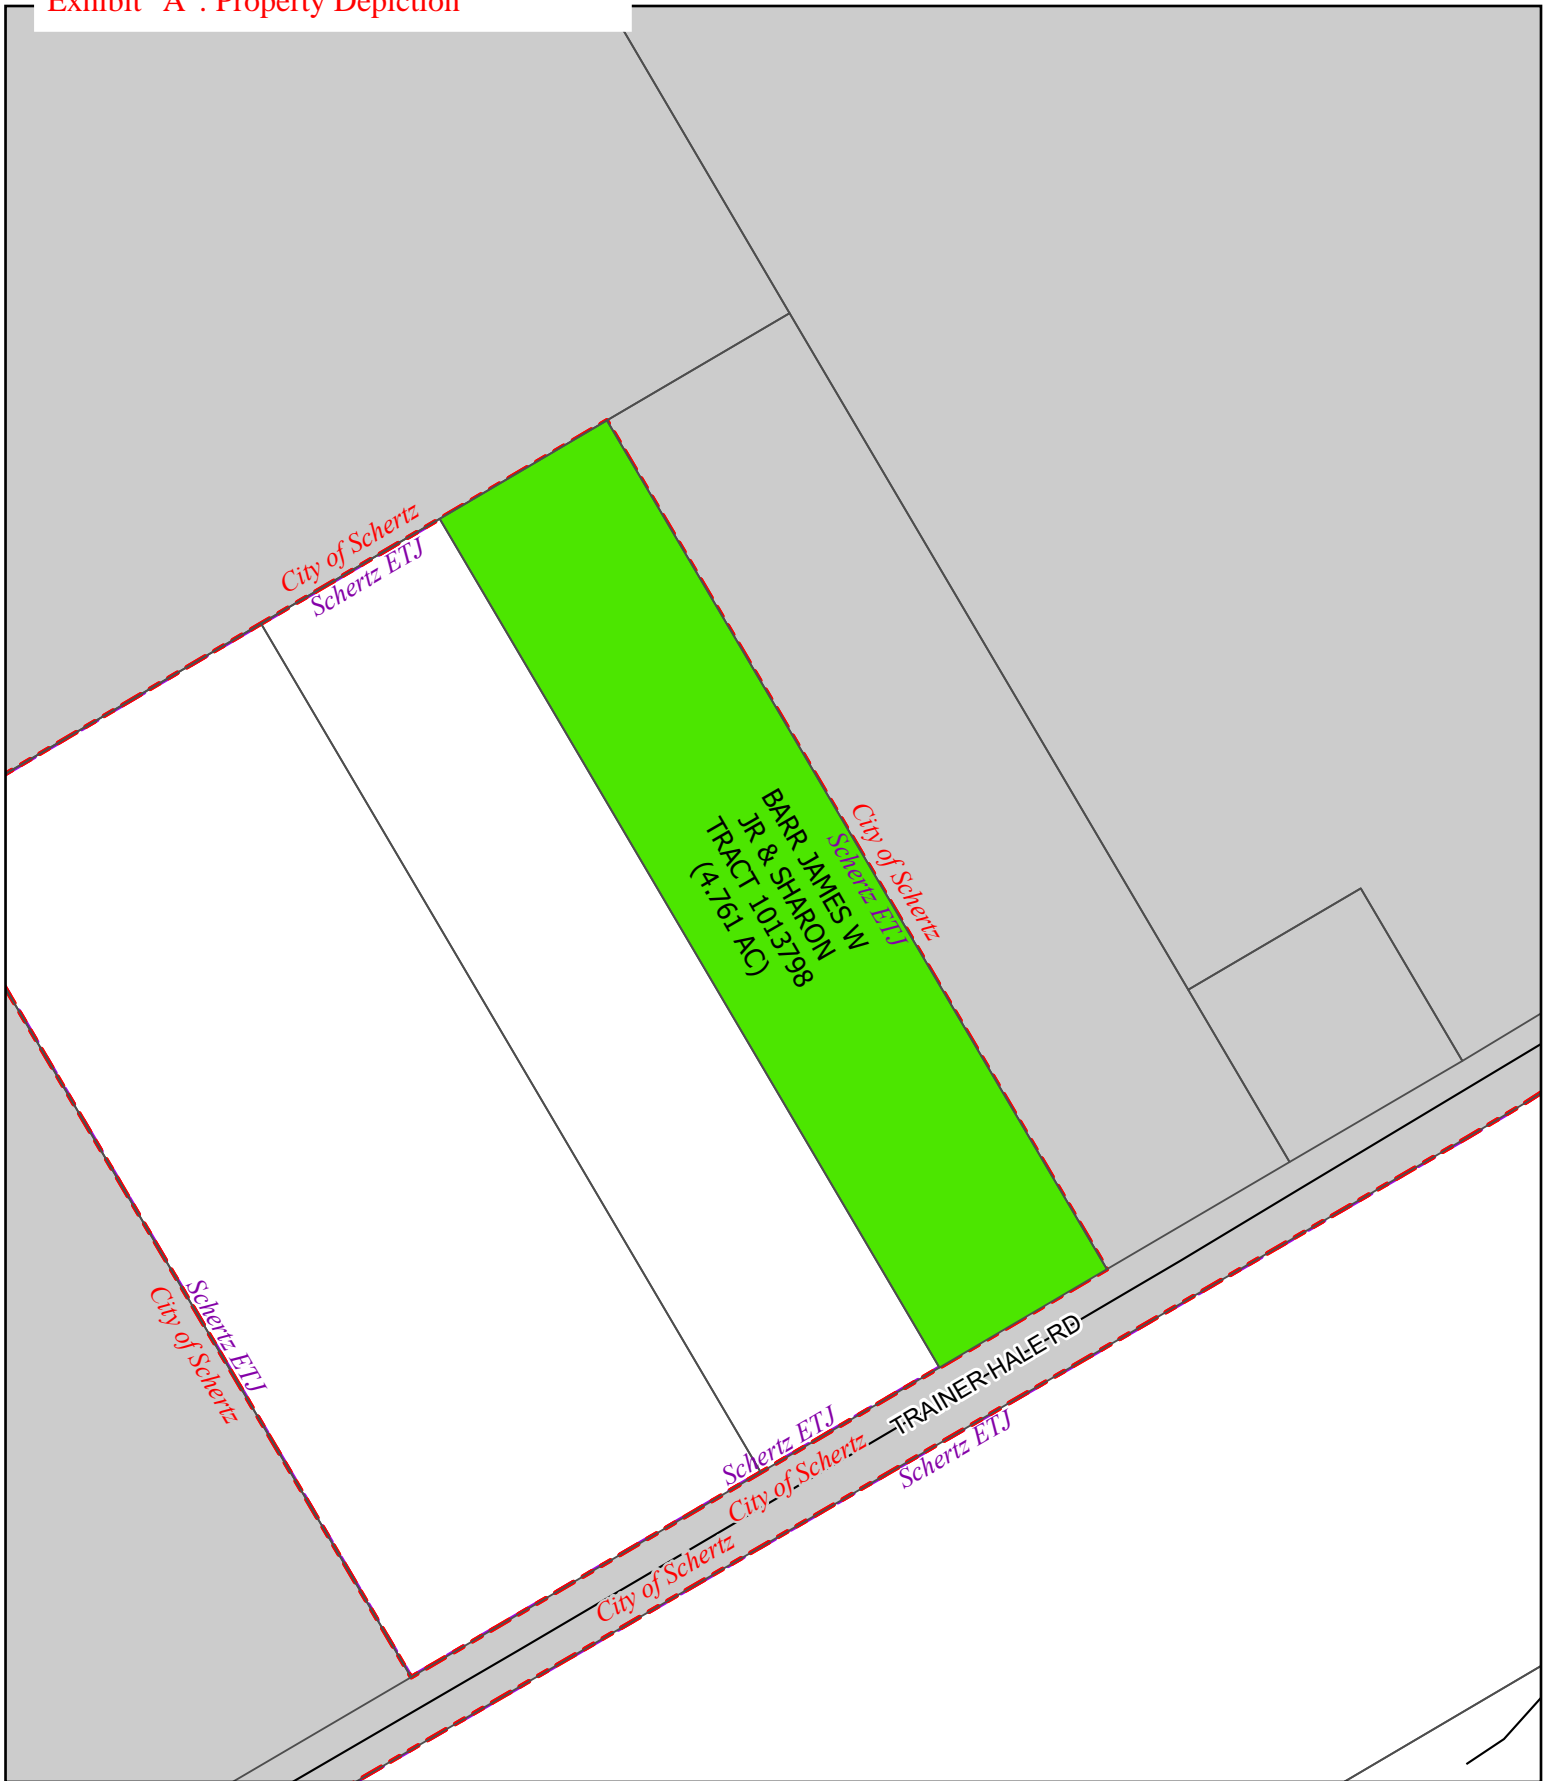 Exhibit "A": Property Depiction
City of Schertz
Schertz ETJ
BARR JAMES W
JR & SHARON
TRACT 1013798
(4.761 AC)
City of Schertz
Schertz ETJ
Schertz ETJ
City of Schertz
TRAINER-HALE-RD
Schertz ETJ
City of Schertz
Schertz ETJ
City of Schertz